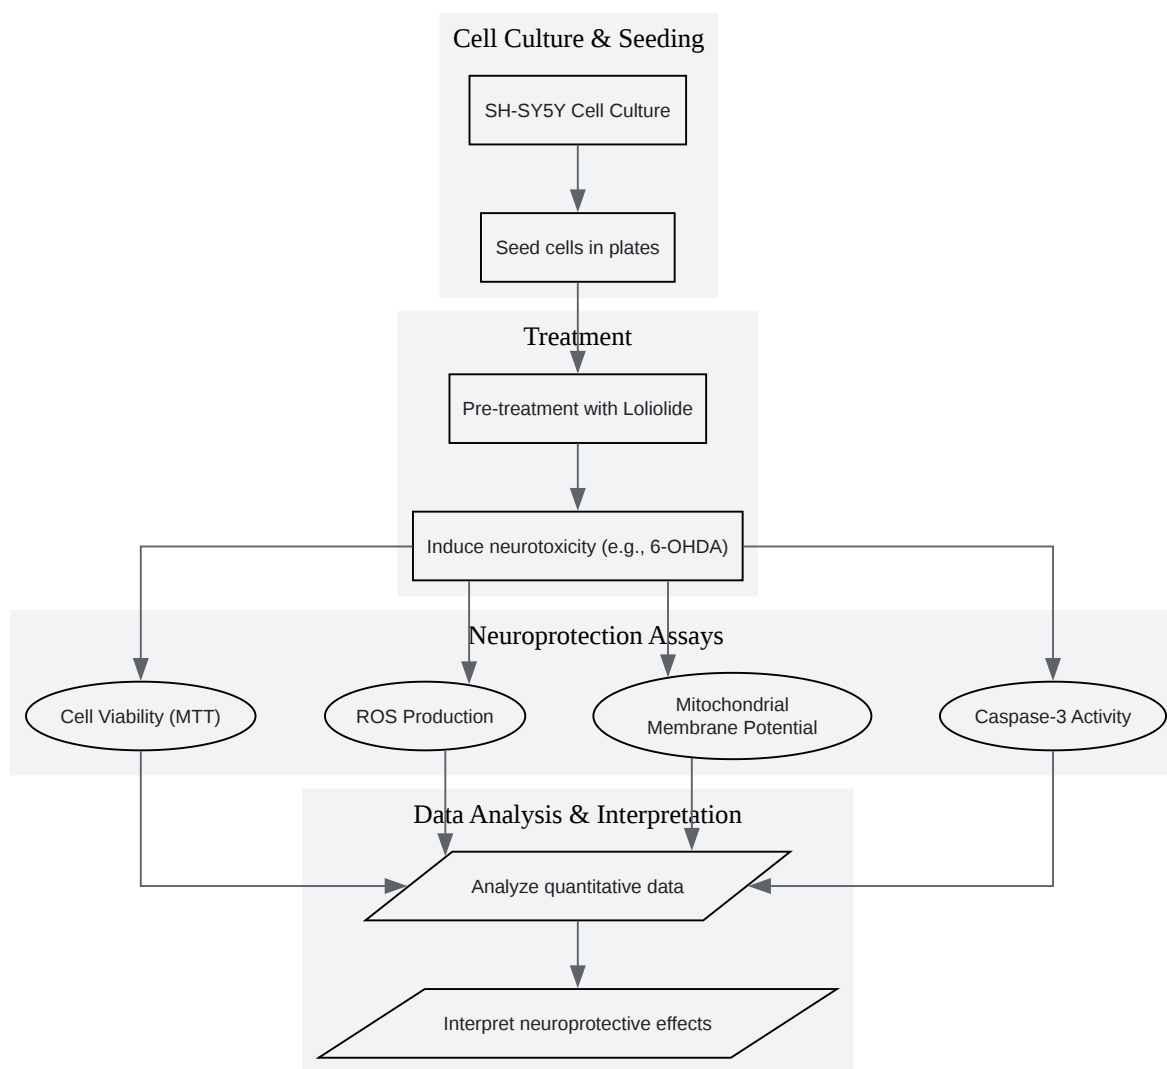 Cell Culture & Seeding
SH-SY5Y Cell Culture
Seed cells in plates
Treatment
Pre-treatment with Loliolide
Induce neurotoxicity (e.g., 6-OHDA)
Neuroprotection Assays
Cell Viability (MTT)
ROS Production
Mitochondrial
Membrane Potential
Caspase-3 Activity
Data Analysis & Interpretation
Analyze quantitative data
Interpret neuroprotective effects